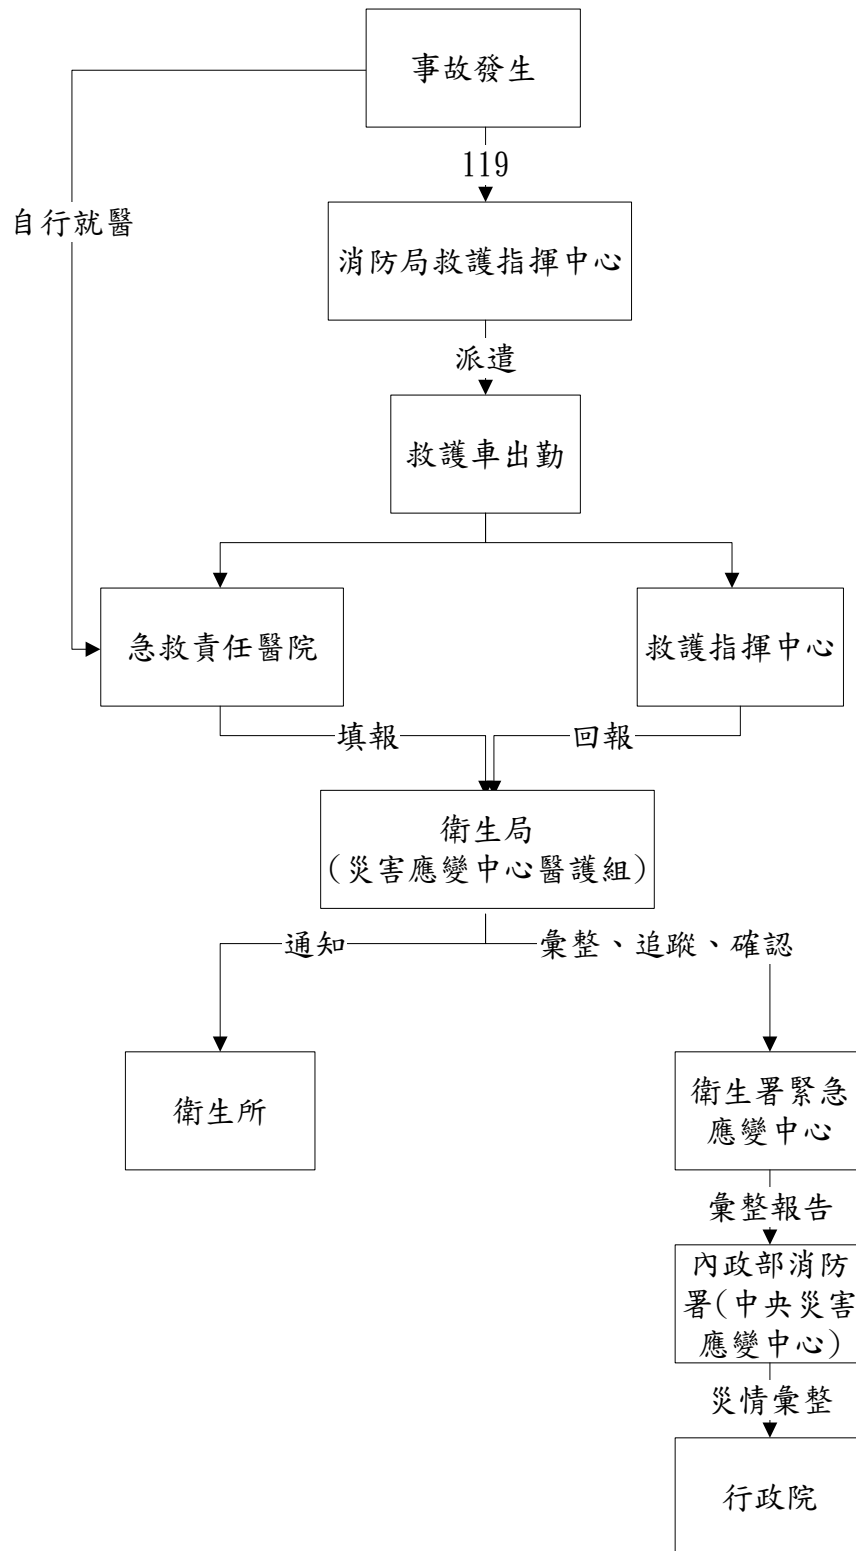 事故發生
119
自行就醫
消防局救護指揮中心
派遣
救護車出勤
急救責任醫院
救護指揮中心
填報
回報
衛生局
（災害應變中心醫護組）
通知
彙整、追蹤、確認
衛生所
衛生署緊急
應變中心
彙整報告
內政部消防
署(中央災害
應變中心)
災情彙整
行政院